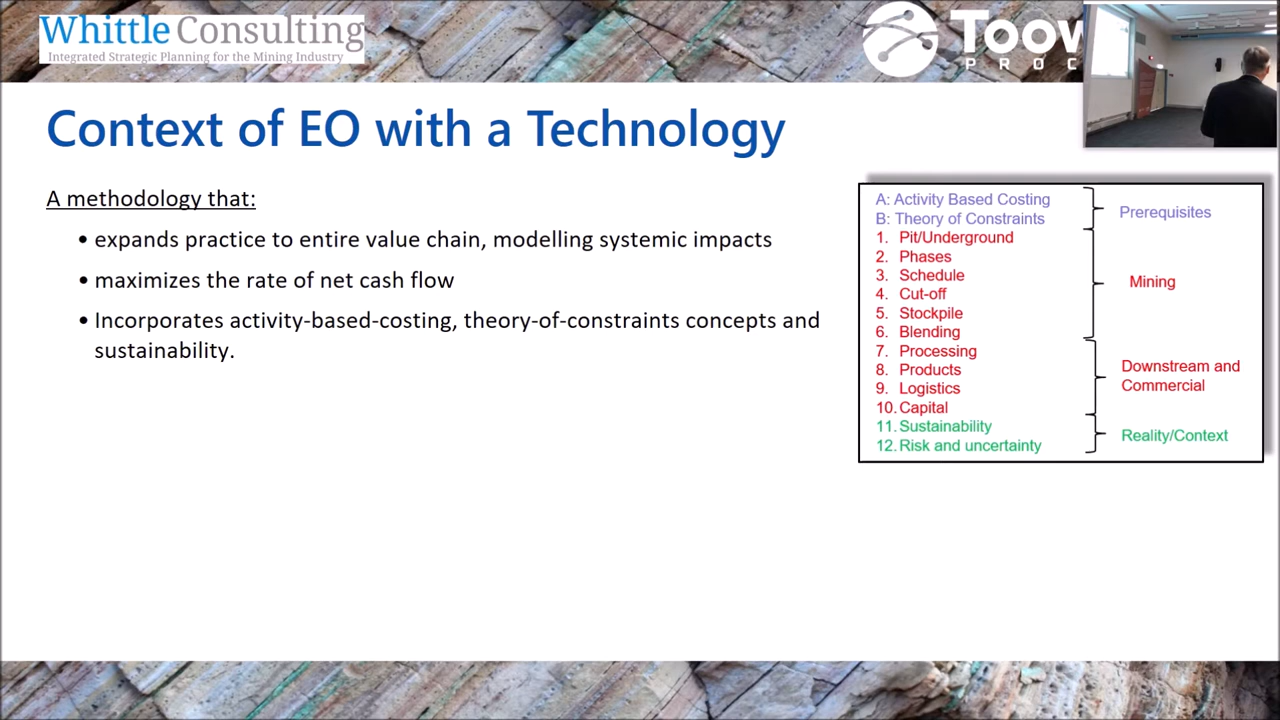 Whittle Consulting
Integrated Strategic Planning for the Mining Industry
Context of EO with a Technology
A methodology that:
• expands practice to entire value chain, modelling systemic impacts
• maximizes the rate of net cash flow
• Incorporates activity-based-costing, theory-of-constraints concepts and
sustainability.
A: Activity Based Costing
B: Theory of Constraints
Prerequisites
1. Pit/Underground
2. Phases
3. Schedule
4. Cut-off
5. Stockpile
6. Blending
Mining
7. Processing
8. Products
9. Logistics
10. Capital
Downstream and
Commercial
11. Sustainability
12. Risk and uncertainty
Reality/Context